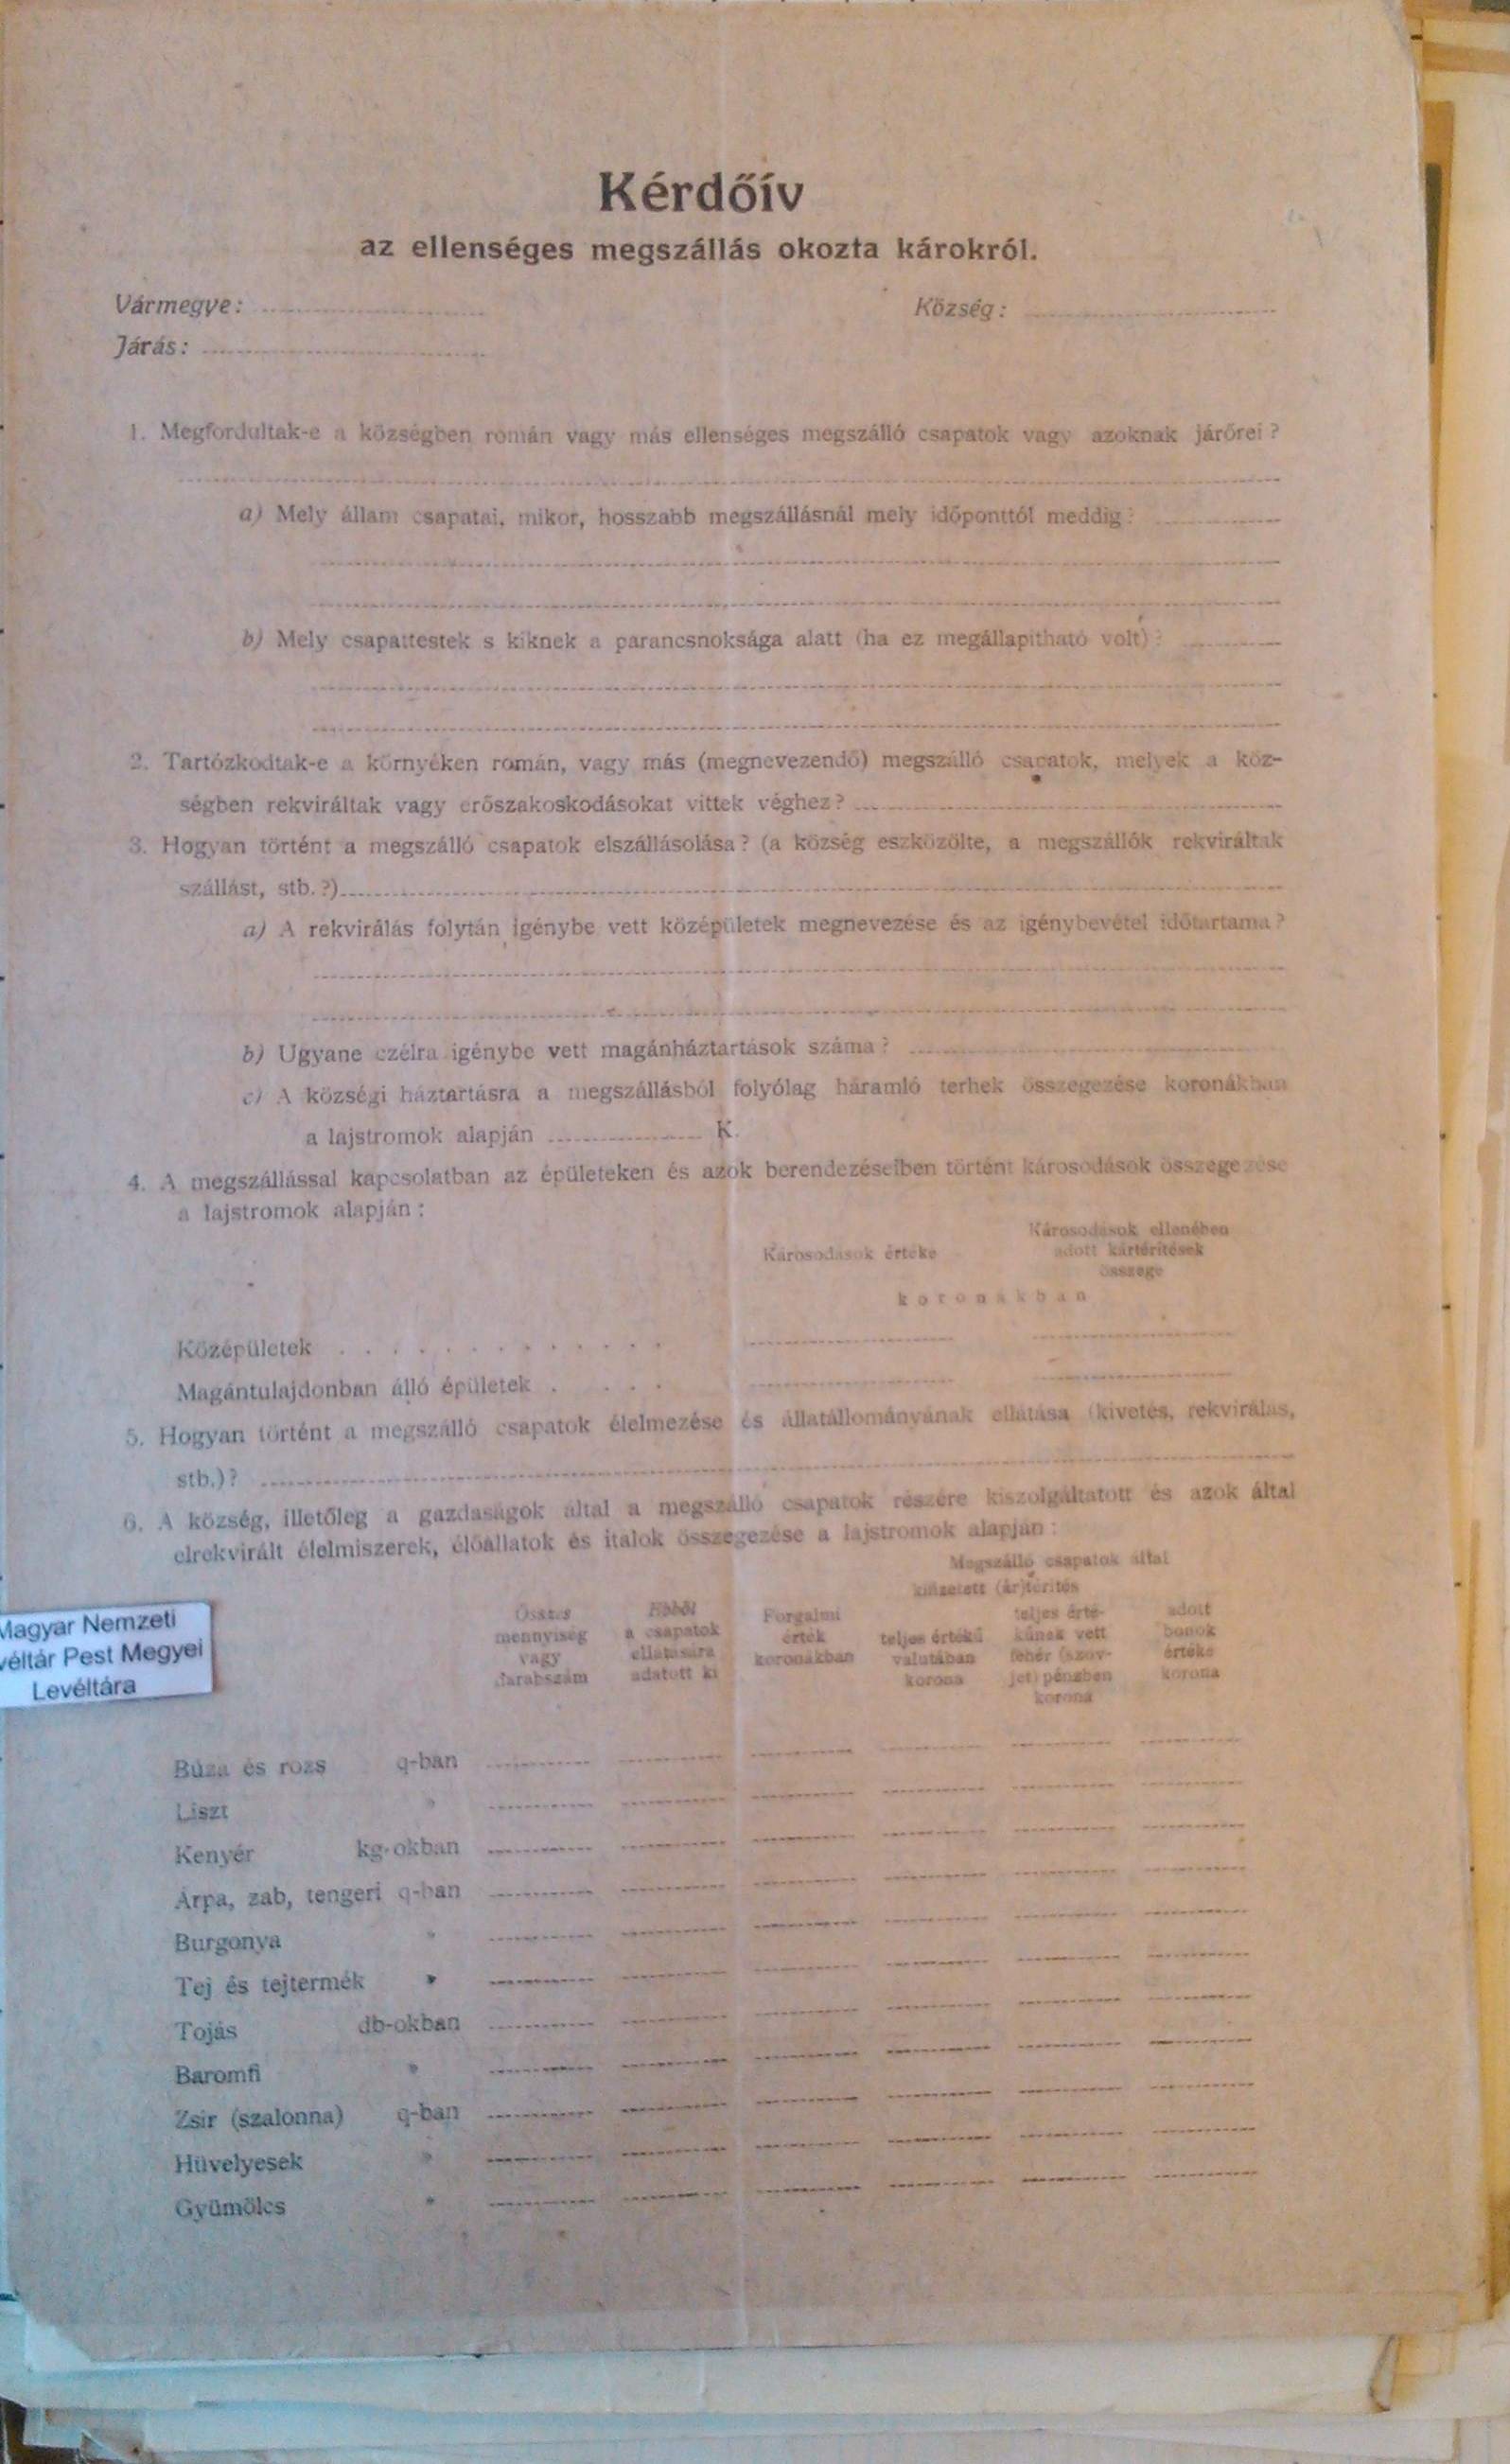 Kérdőív
az ellenséges megszállás okozta károkról.
Vármegye:
Község:
Járás:
1. Megfordultak-e a községben román vagy más ellenséges megszálló csapatok vagy azoknak járőrei?
a) Mely állam csapatai, mikor, hosszabb megszállásnál mely időponttól meddig?
b) Mely csapattestek s kiknek a parancsnoksága alatt (ha ez megállapitható volt)?
2. Tartózkodtak-e a környéken román, vagy más (megnevezendő) megszálló csapatok, melyek a köz-
ségben rekviráltak vagy erőszakoskodásokat vittek véghez?
3. Hogyan történt a megszálló csapatok elszállásolása? (a község eszközölte, a megszállók rekviráltak
szállást, stb.?)
a) A rekvirálás folytán igénybe vett középületek megnevezése és az igénybevétel időtartama?
b) Ugyane czélra igénybe vett magánháztartások száma?
c) A községi háztartásra a megszállásból folyólag háramló terhek összegezése koronákban
a lajstromok alapján K.
4. A megszállással kapcsolatban az épületeken és azok berendezéseiben történt károsodások összegezése
a lajstromok alapján:
Károsodások értéke
Károsodások ellenében
adott kártérítések
összege
koronákban
Középületek . . . . . . . . . . . . .
Magántulajdonban álló épületek . . . .
5. Hogyan történt a megszálló csapatok élelmezése és állatállományának ellátása (kivetés, rekvirálás,
stb.)?
6. A község, illetőleg a gazdaságok által a megszálló csapatok részére kiszolgáltatott és azok által
elrekvirált élelmiszerek, élőállatok és italok összegezése a lajstromok alapján:
Megszálló csapatok által
kifizetett (ár)térítés
Összes
mennyiség
vagy
darabszám
Ebből
a csapatok
ellátására
adatott ki
Forgalmi
érték
koronákban
teljes értékű
valutában
korona
teljes érté-
kűnek vett
fehér (szov-
jet) pénzben
korona
adott
bonok
értéke
korona
Magyar Nemzeti
véltár Pest Megyei
Levéltára
Búza és rozs q-ban
Liszt "
Kenyér kg-okban
Árpa, zab, tengeri q-ban
Burgonya "
Tej és tejtermék "
Tojás db-okban
Baromfi "
Zsir (szalonna) q-ban
Hüvelyesek "
Gyümölcs "